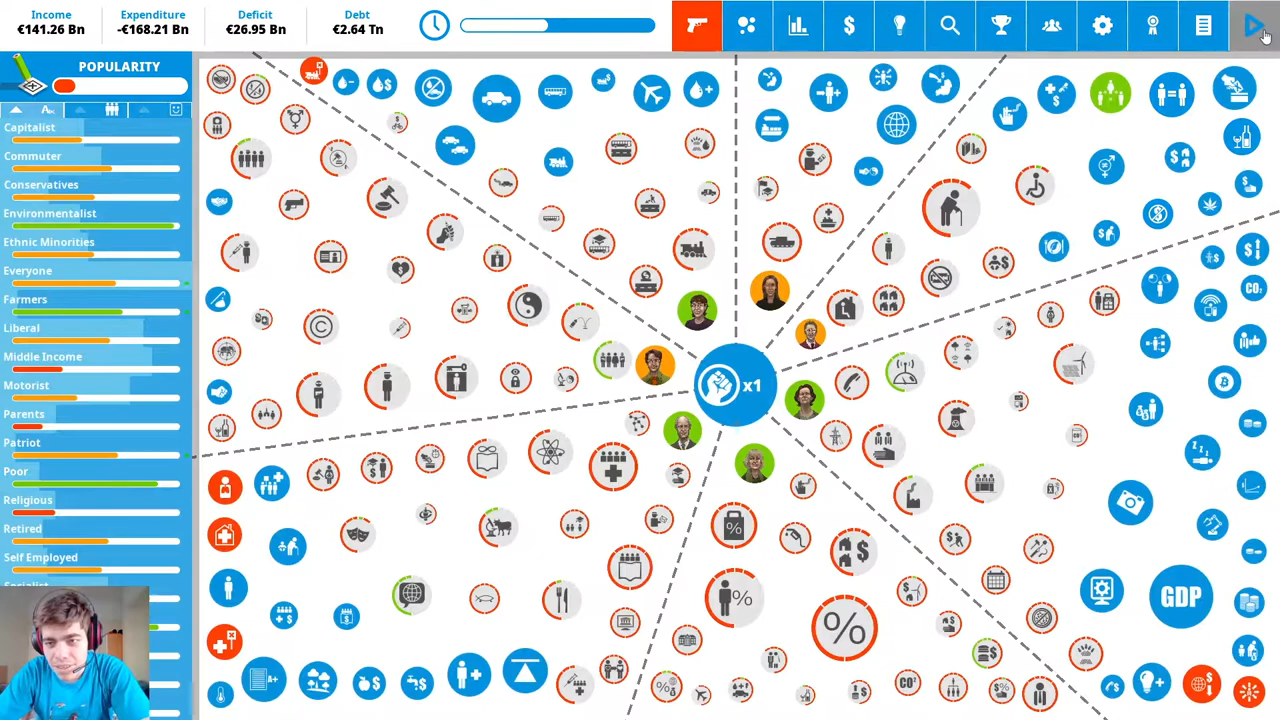 Income Expenditure Deficit Debt
€141.26 Bn -€168.21 Bn €26.95 Bn €2.64 Tn
POPULARITY
Capitalist
Commuter
Conservatives
Environmentalist
Ethnic Minorities
Everyone
Farmers
Liberal
Middle Income
Motorist
Parents
Patriot
Poor
Religious
Retired
Self Employed
x1
GDP
CO²
CO²
%
%
%
A+